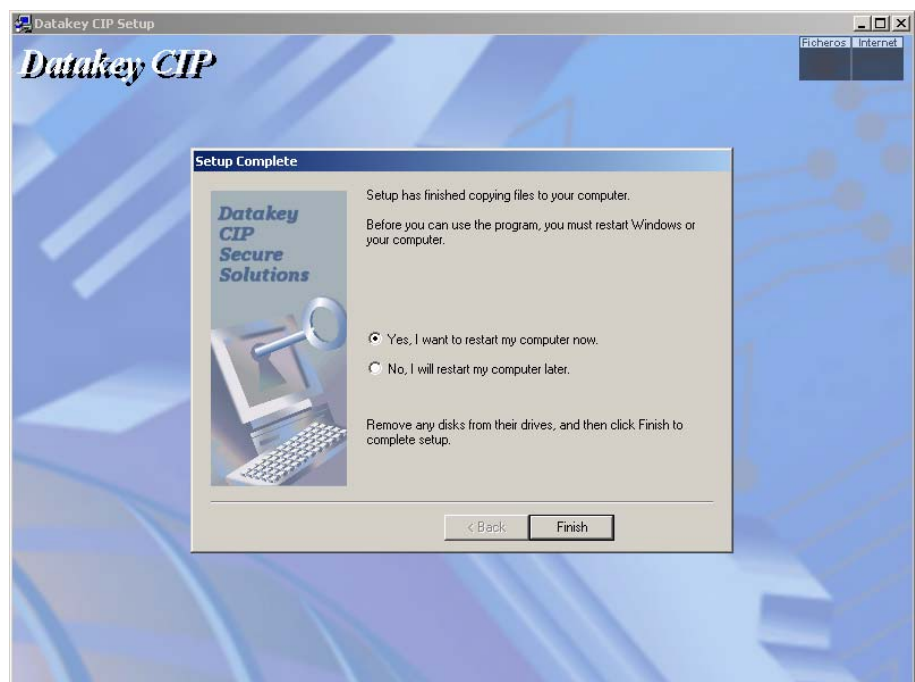 Datakey CIP Setup
Ficheros Internet
Datakey CIP
Setup Complete
Datakey
CIP
Secure
Solutions
Setup has finished copying files to your computer.
Before you can use the program, you must restart Windows or
your computer.
Yes, I want to restart my computer now.
No, I will restart my computer later.
Remove any disks from their drives, and then click Finish to
complete setup.
< Back Finish